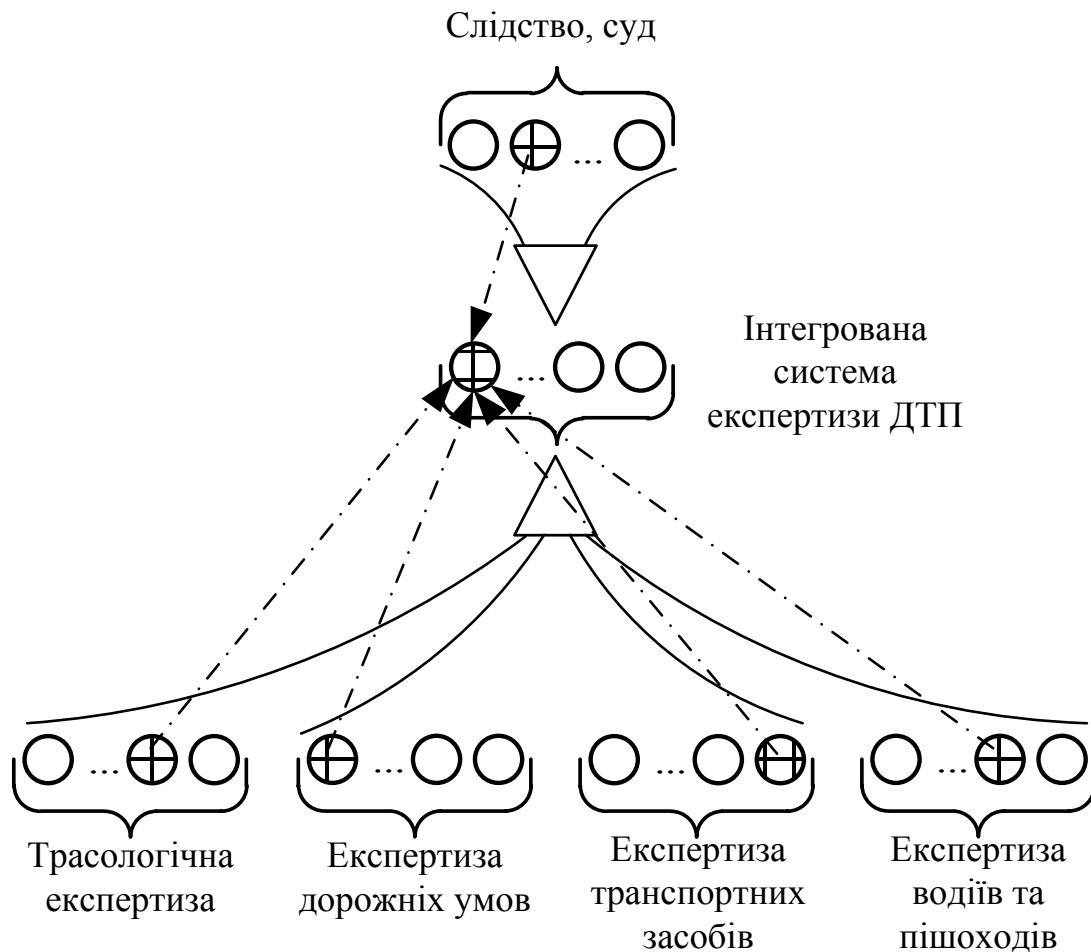 Слідство, суд
...
Інтегрована
система
експертизи ДТП
...
... ... ... ...
Трасологічна
експертиза
Експертиза
дорожніх умов
Експертиза
транспортних
засобів
Експертиза
водіїв та
пішоходів